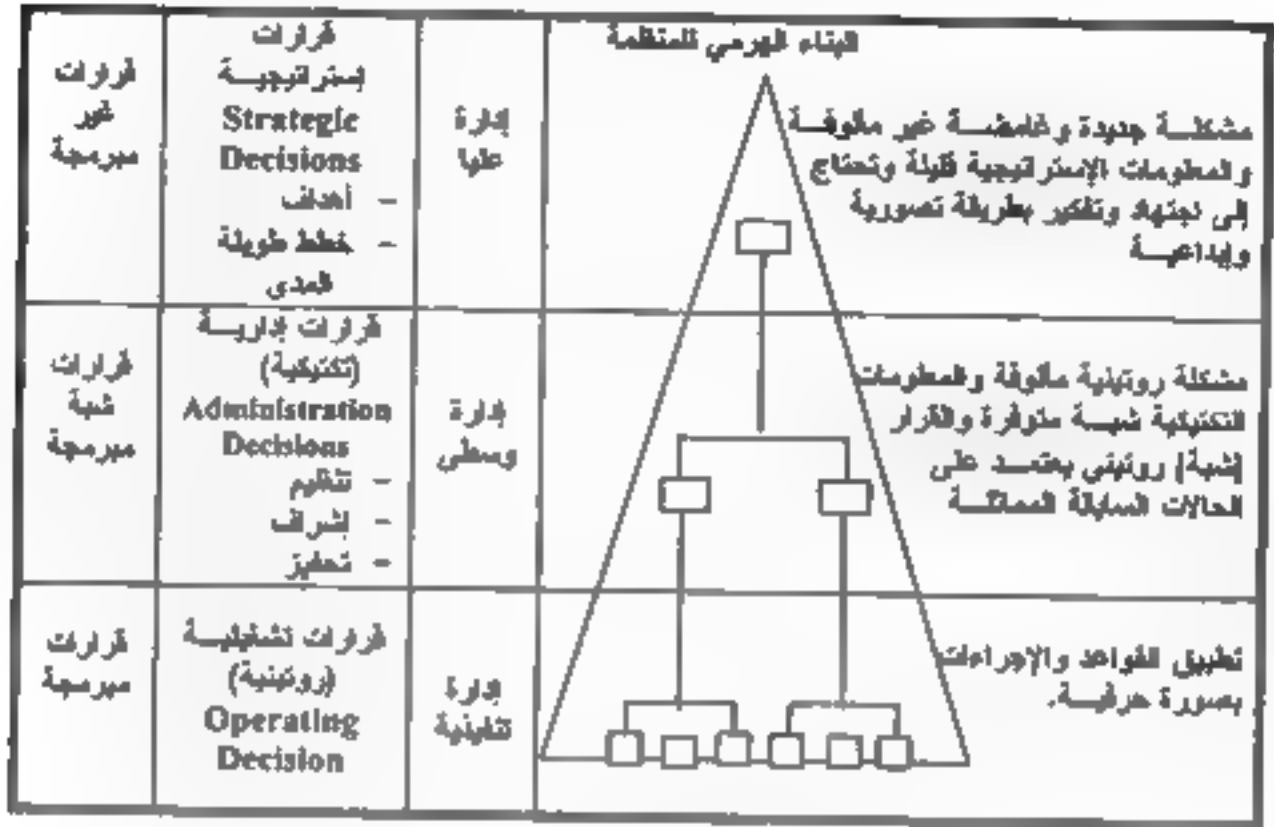 البناء الهرمي للمنظمة
مشكلة جديدة وغامضة غير مألوفة
والمعلومات الإستراتيجية قليلة وتحتاج
إلى اجتهاد وتفكير بطريقة تصورية
وإبداعية
إدارة
عليا
قرارات
إستراتيجية
Strategic
Decisions
- أهداف
- خطط طويلة
المدى
قرارات
غير
مبرمجة
مشكلة روتينية مألوفة والمعلومات
التكتيكية شبة متوفرة والقرار
(شبة) روتيني يعتمد على
الحالات السابقة المماثلة
إدارة
وسطى
قرارات إدارية
(تكتيكية)
Administration
Decisions
- تنظيم
- إشراف
- تحفيز
قرارات
شبة
مبرمجة
تطبيق القواعد والإجراءات
بصورة حرفية.
إدارة
تنفيذية
قرارات تشغيلية
(روتينية)
Operating
Decision
قرارات
مبرمجة